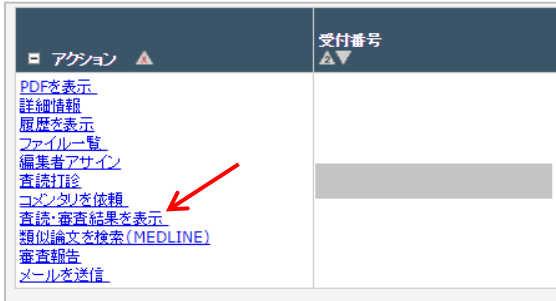 アクション
受付番号
PDFを表示
詳細情報
履歴を表示
ファイル一覧
編集者アサイン
査読打診
コメンタリを依頼
査読・審査結果を表示
類似論文を検索(MEDLINE)
審査報告
メールを送信